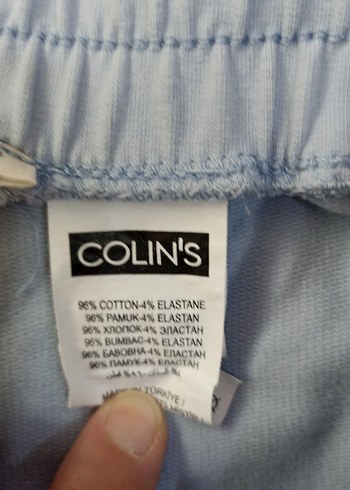 COLIN'S
96% COTTON-4% ELASTANE
96% PAMUK-4% ELASTAN
96% ХЛОПОК-4% ЭЛАСТАН
96% BUMBAC-4% ELASTAN
96% БАВОВНА-4% ЕЛАСТАН
96% ПАМУК-4% ЕЛАСТАН
MADE IN TÜRKİYE /